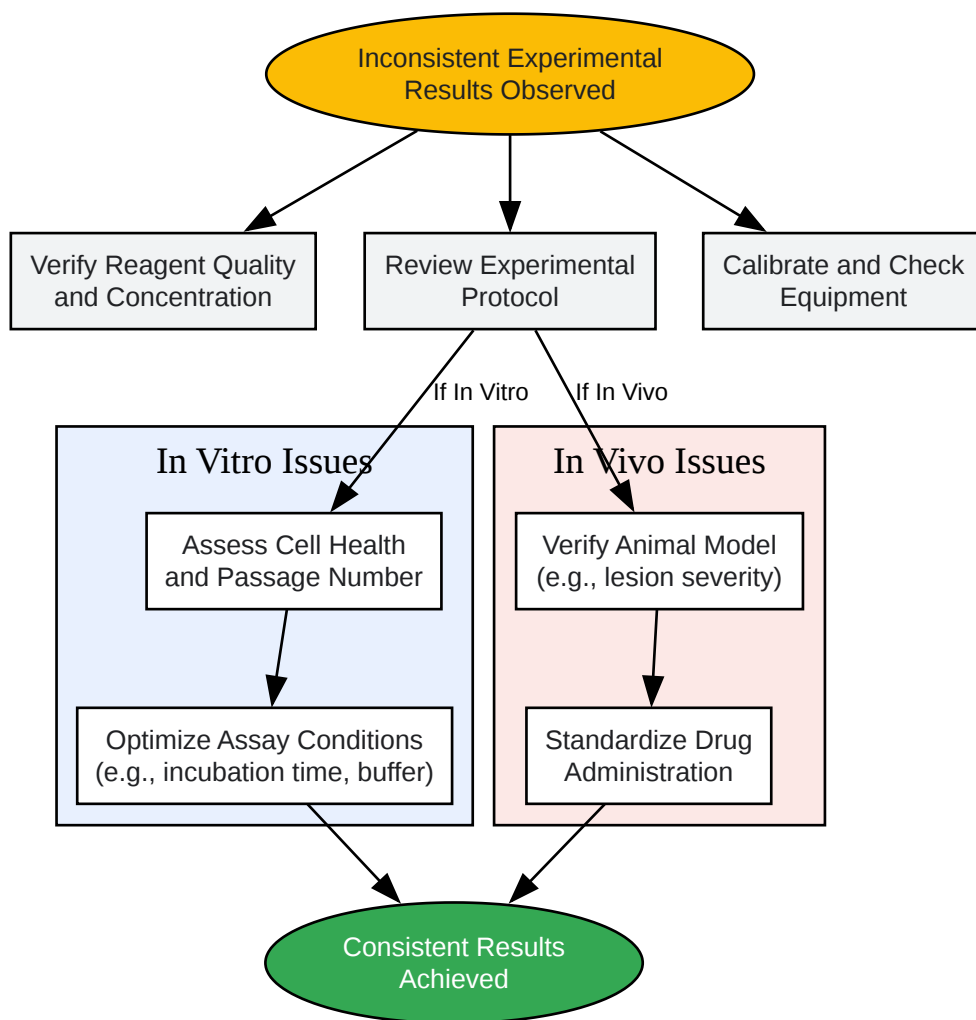 Inconsistent Experimental
Results Observed
Verify Reagent Quality
and Concentration
Review Experimental
Protocol
Calibrate and Check
Equipment
If In Vitro
If In Vivo
In Vitro Issues
In Vivo Issues
Assess Cell Health
and Passage Number
Verify Animal Model
(e.g., lesion severity)
Optimize Assay Conditions
(e.g., incubation time, buffer)
Standardize Drug
Administration
Consistent Results
Achieved